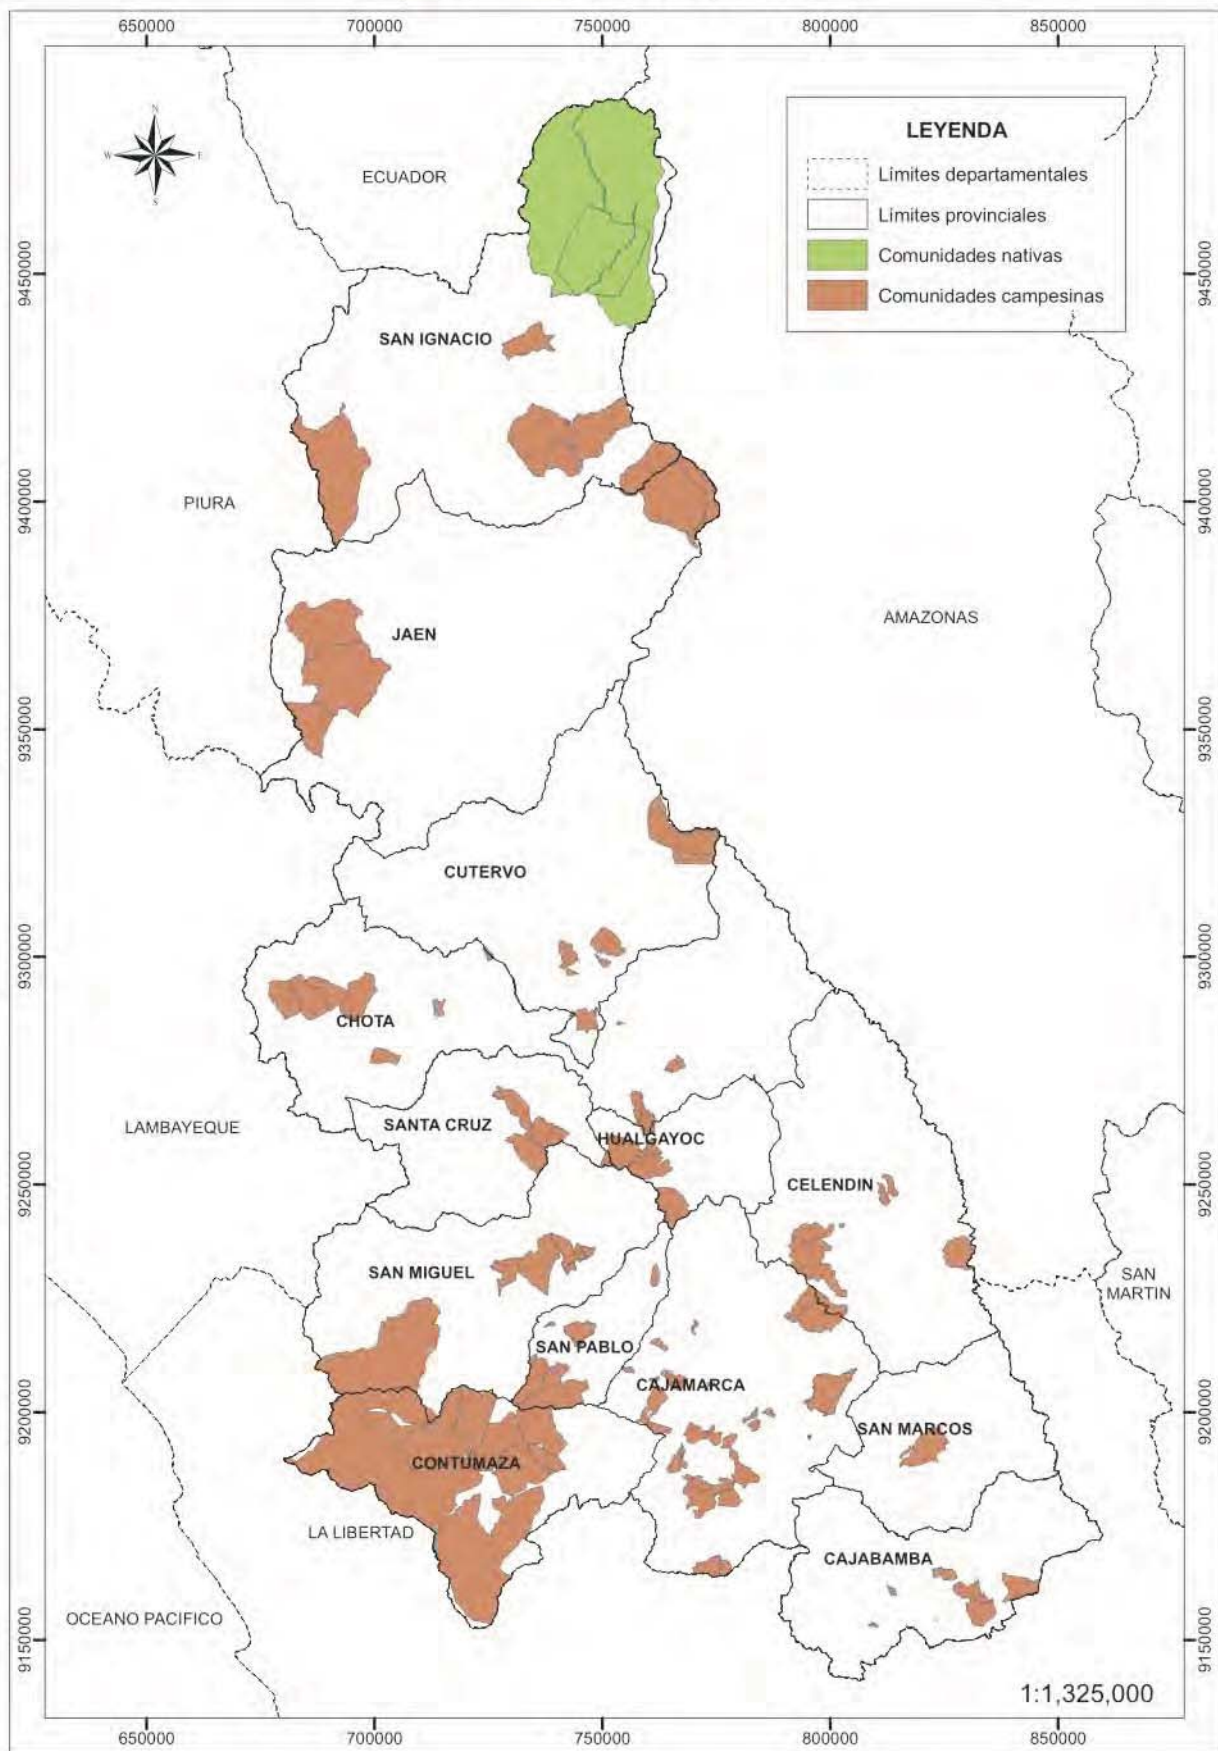 650000 700000 750000 800000 850000
N
W E
S
LEYENDA
Límites departamentales
Límites provinciales
Comunidades nativas
Comunidades campesinas
ECUADOR
9450000 9450000
SAN IGNACIO
9400000 9400000
PIURA
AMAZONAS
JAEN
9350000 9350000
CUTERVO
9300000 9300000
CHOTA
LAMBAYEQUE
SANTA CRUZ
HUALGAYOC
9250000 9250000
CELENDIN
SAN MIGUEL
SAN
MARTIN
SAN PABLO
CAJAMARCA
9200000 9200000
SAN MARCOS
CONTUMAZA
LA LIBERTAD
CAJABAMBA
OCEANO PACIFICO
9150000 9150000
1:1,325,000
650000 700000 750000 800000 850000